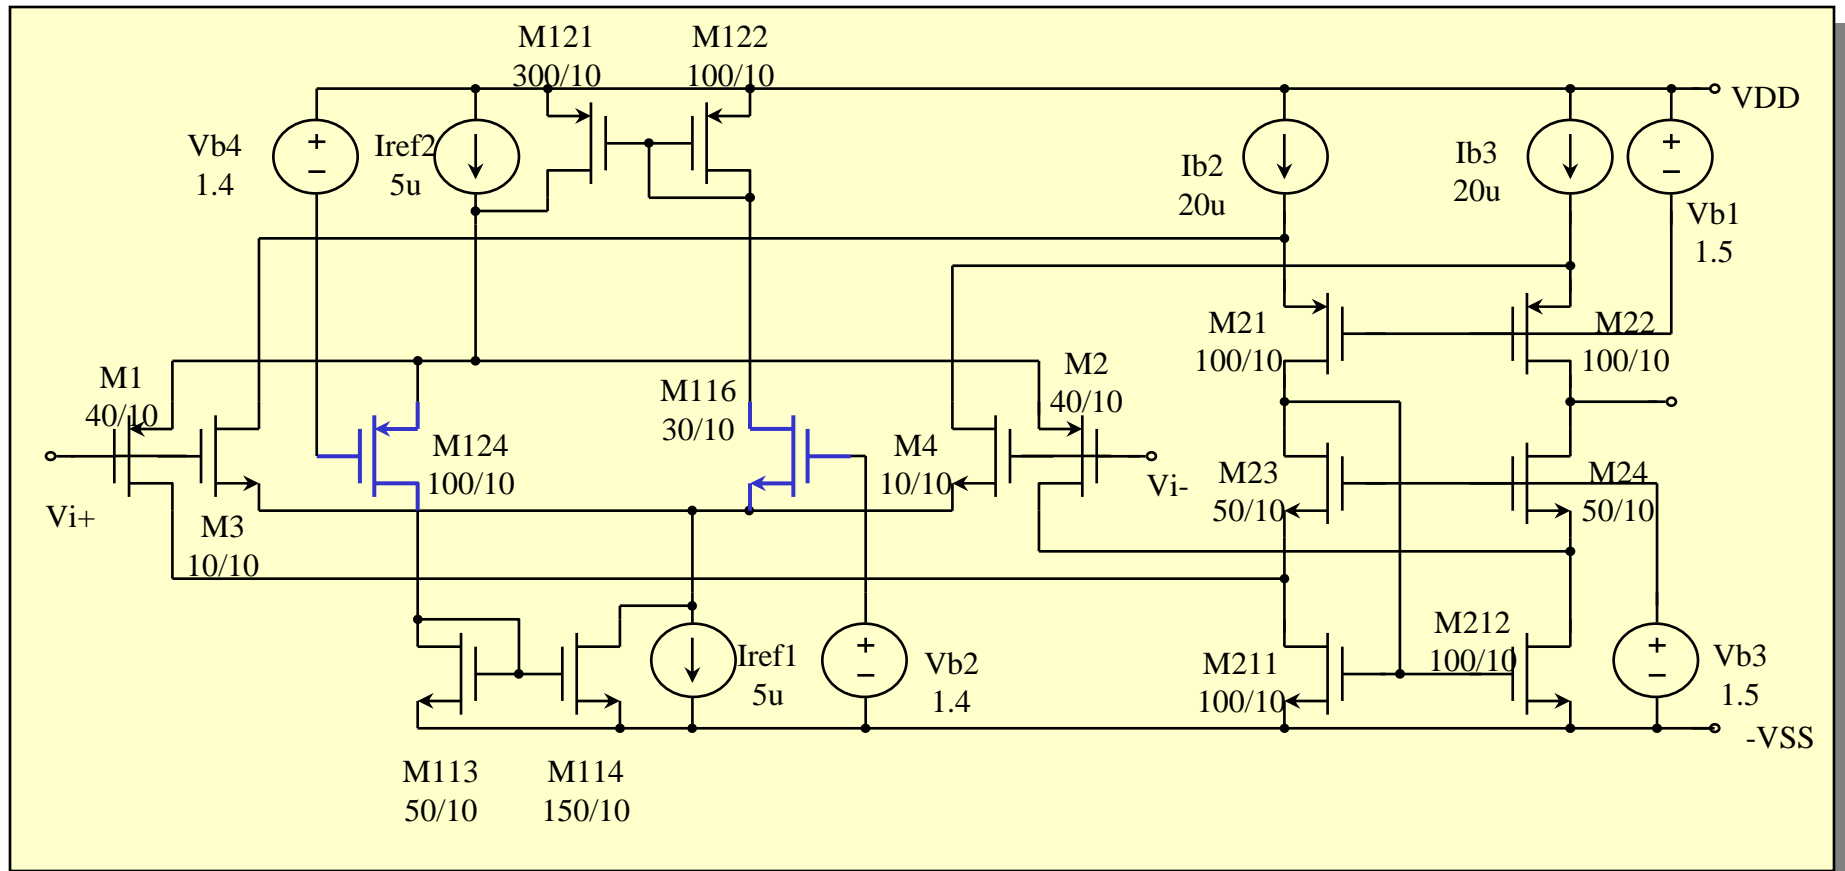 M121
300/10
M122
100/10
VDD
Vb4
1.4
+
−
Iref2
5u
Ib2
20u
Ib3
20u
+
−
Vb1
1.5
M1
40/10
M3
10/10
Vi+
M124
100/10
M116
30/10
M4
10/10
M2
40/10
Vi-
M21
100/10
M22
100/10
M23
50/10
M24
50/10
M113
50/10
M114
150/10
Iref1
5u
+
−
Vb2
1.4
M211
100/10
M212
100/10
+
−
Vb3
1.5
-VSS